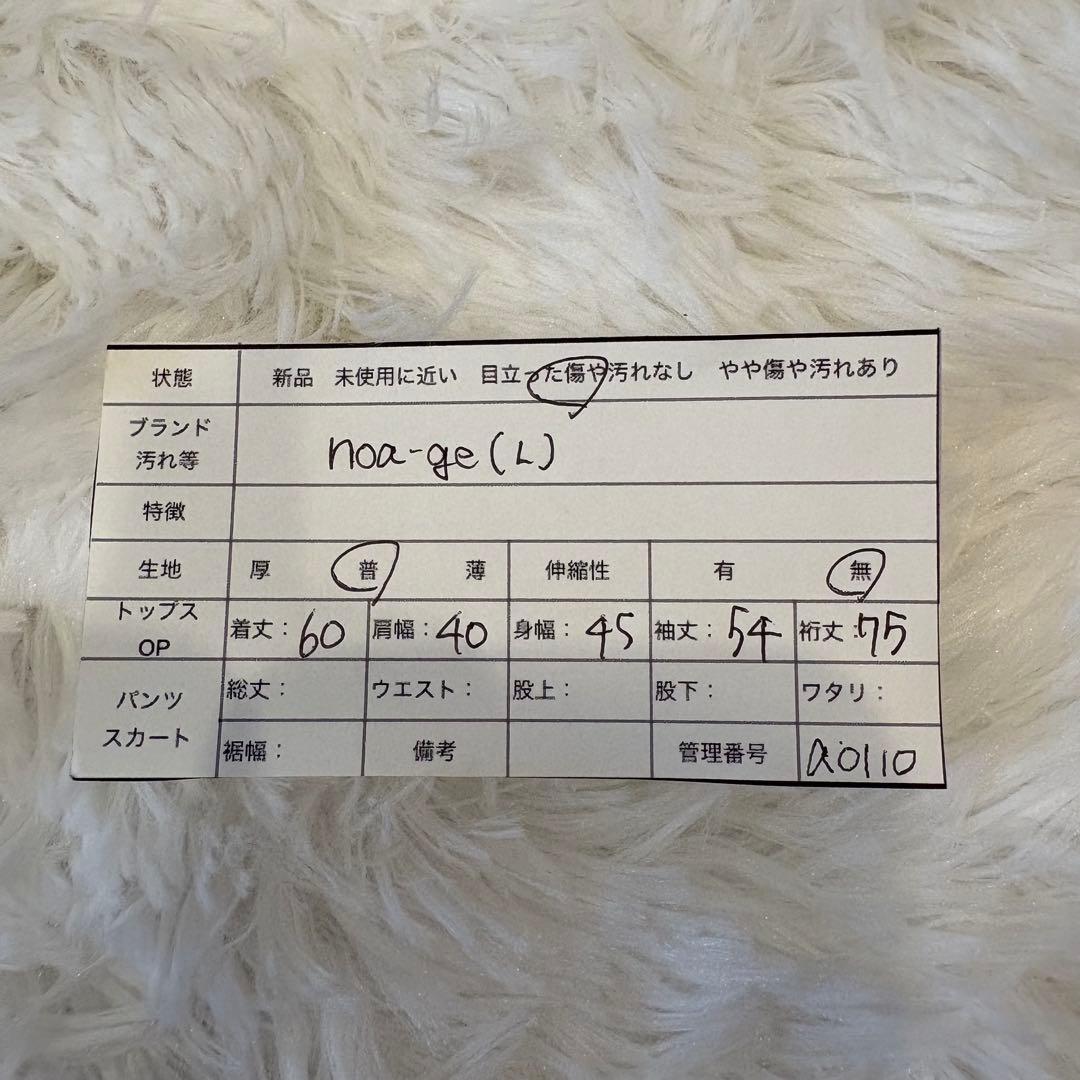 状態 新品 未使用に近い 目立った傷や汚れなし やや傷や汚れあり
ブランド
汚れ等 noa-ge(L)
特徴
生地 厚 普 薄 伸縮性 有 無
トップス
OP 着丈：60 肩幅：40 身幅：45 袖丈：54 裄丈：75
パンツ
スカート
総丈： ウエスト： 股上： 股下： ワタリ：
裾幅： 備考 管理番号 a0110